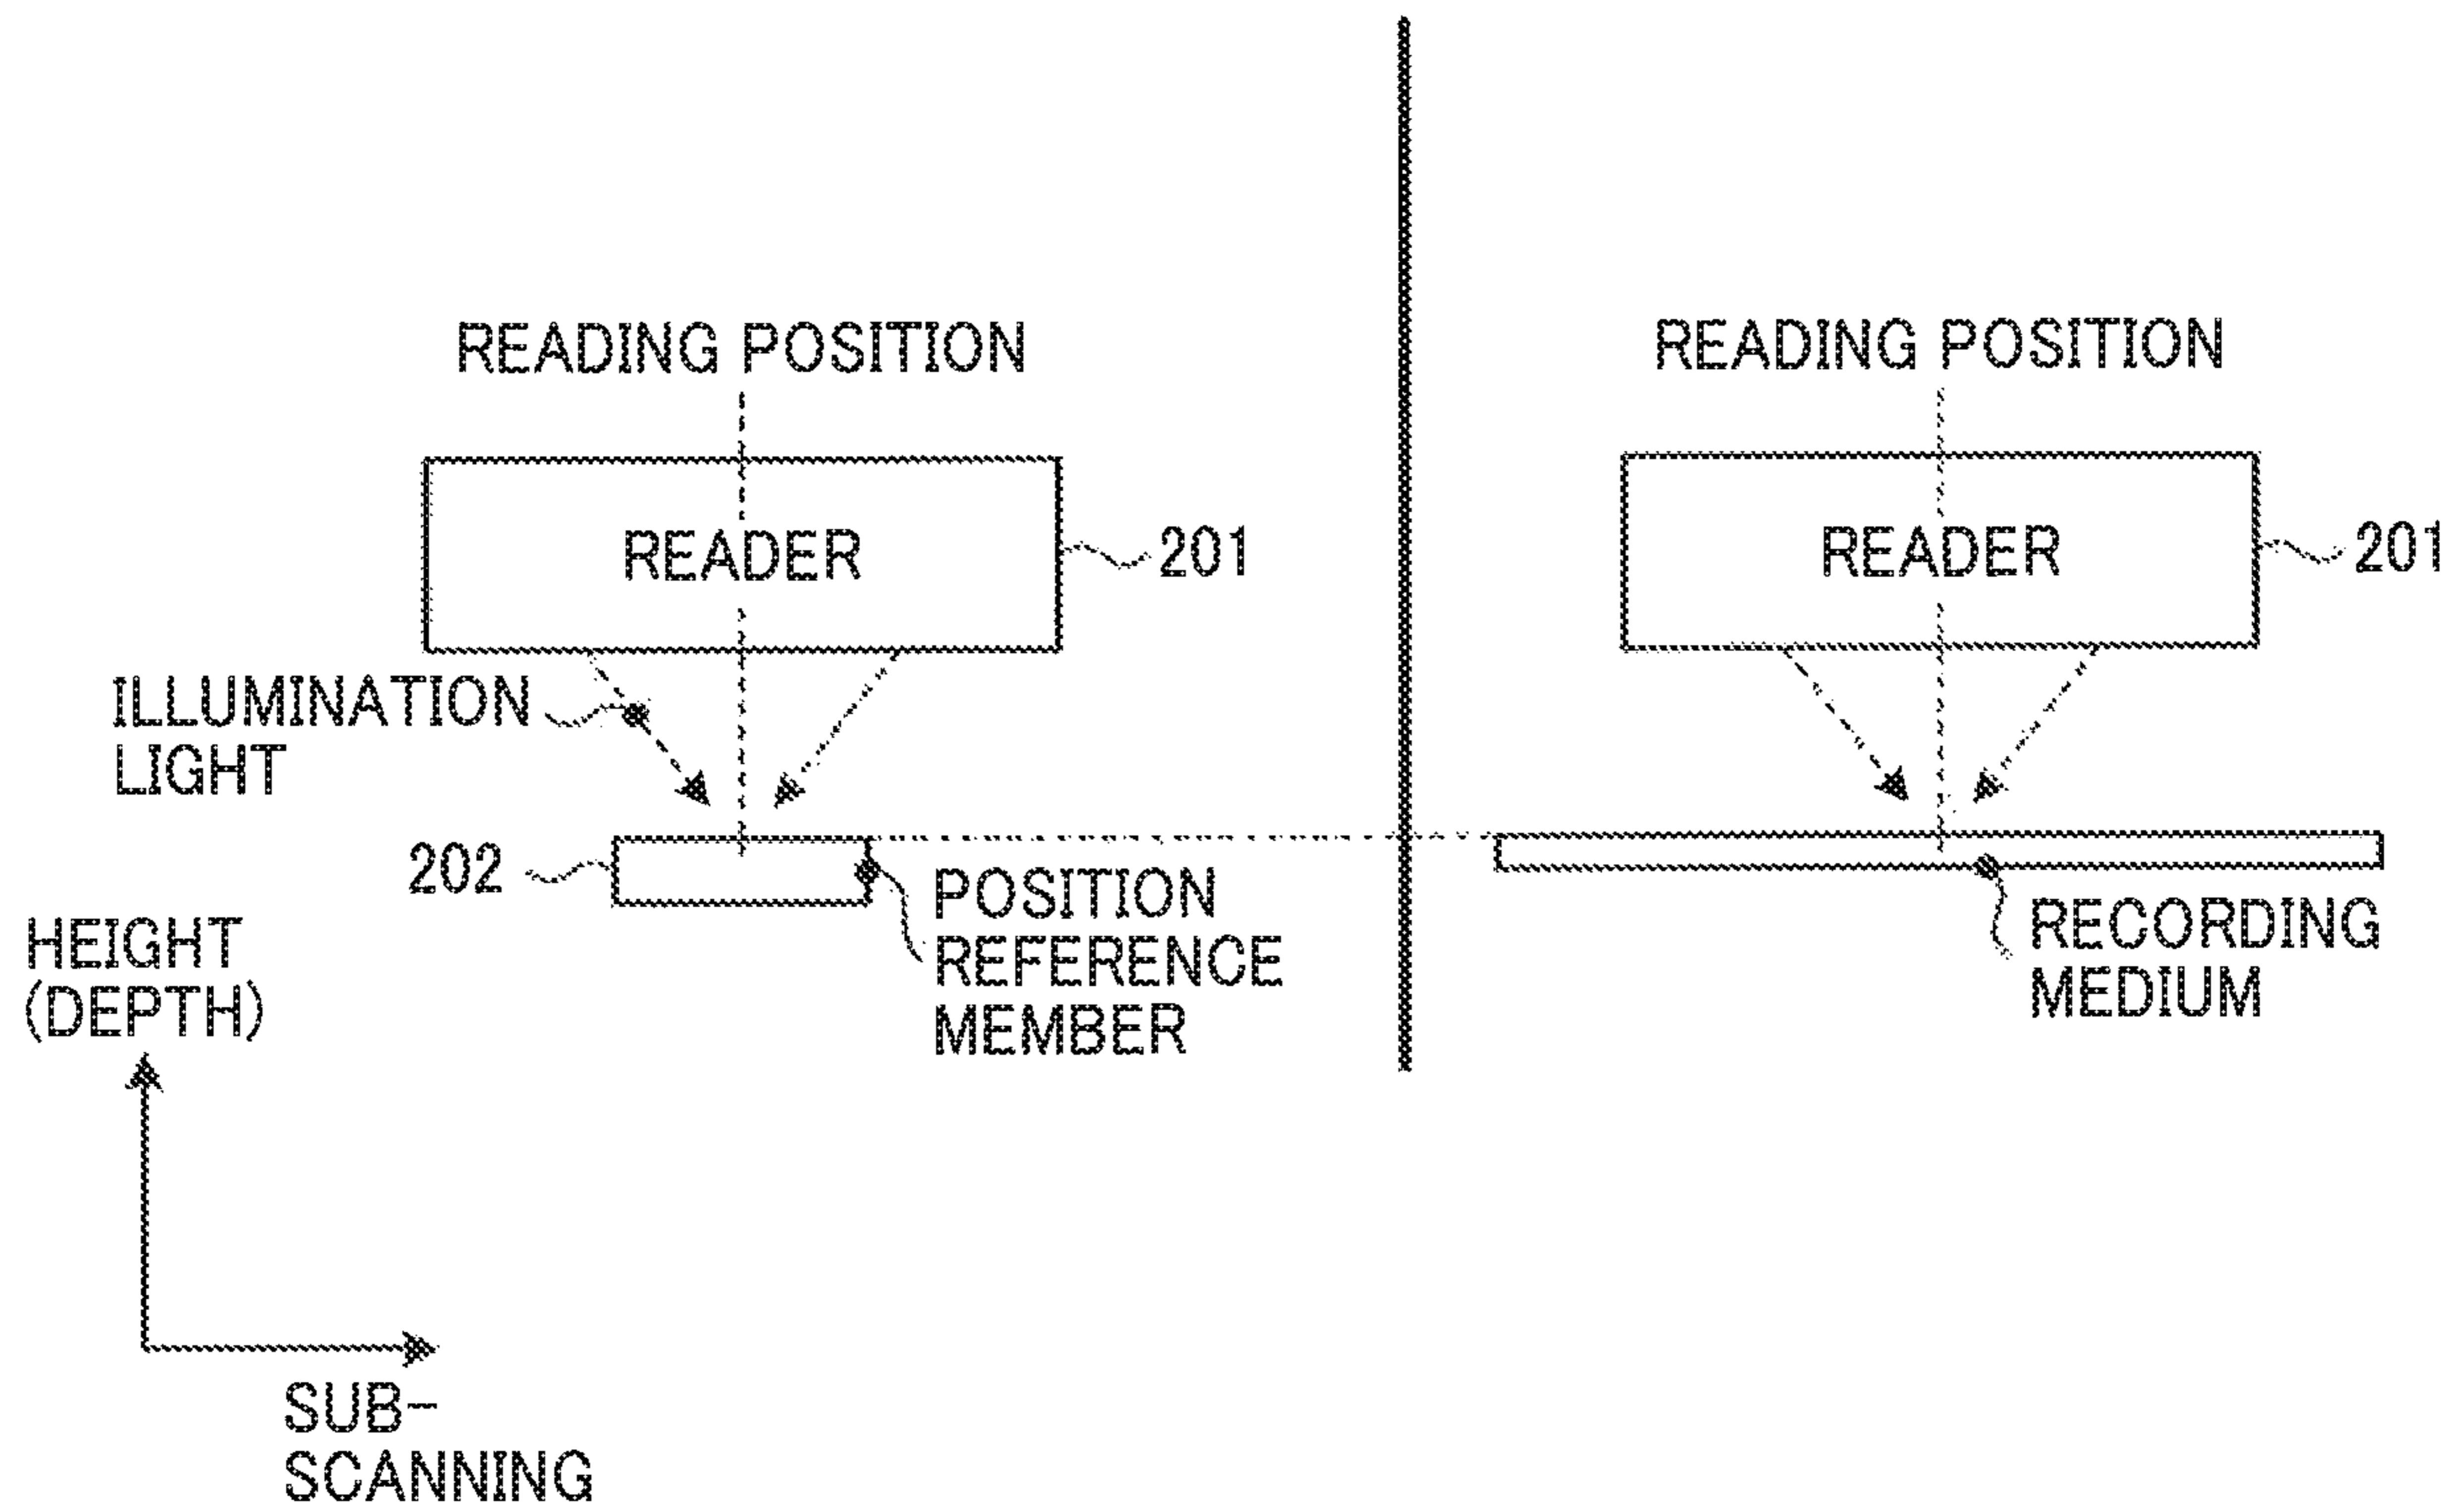 READING POSITION
READER
201
ILLUMINATION
LIGHT
202
POSITION
REFERENCE
MEMBER
HEIGHT
(DEPTH)
SUB-
SCANNING
READING POSITION
READER
201
RECORDING
MEDIUM